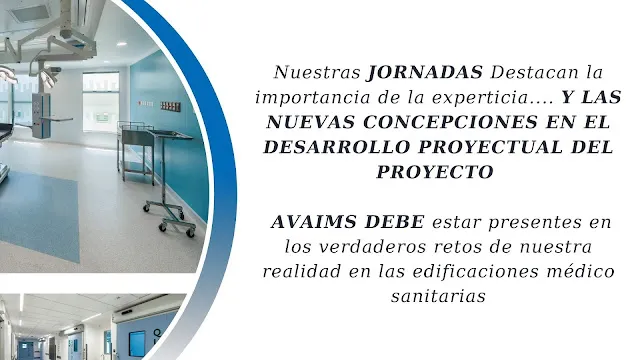 Nuestras JORNADAS Destacan la
importancia de la experticia.... Y LAS
NUEVAS CONCEPCIONES EN EL
DESARROLLO PROYECTUAL DEL
PROYECTO
AVAIMS DEBE estar presentes en
los verdaderos retos de nuestra
realidad en las edificaciones médico
sanitarias